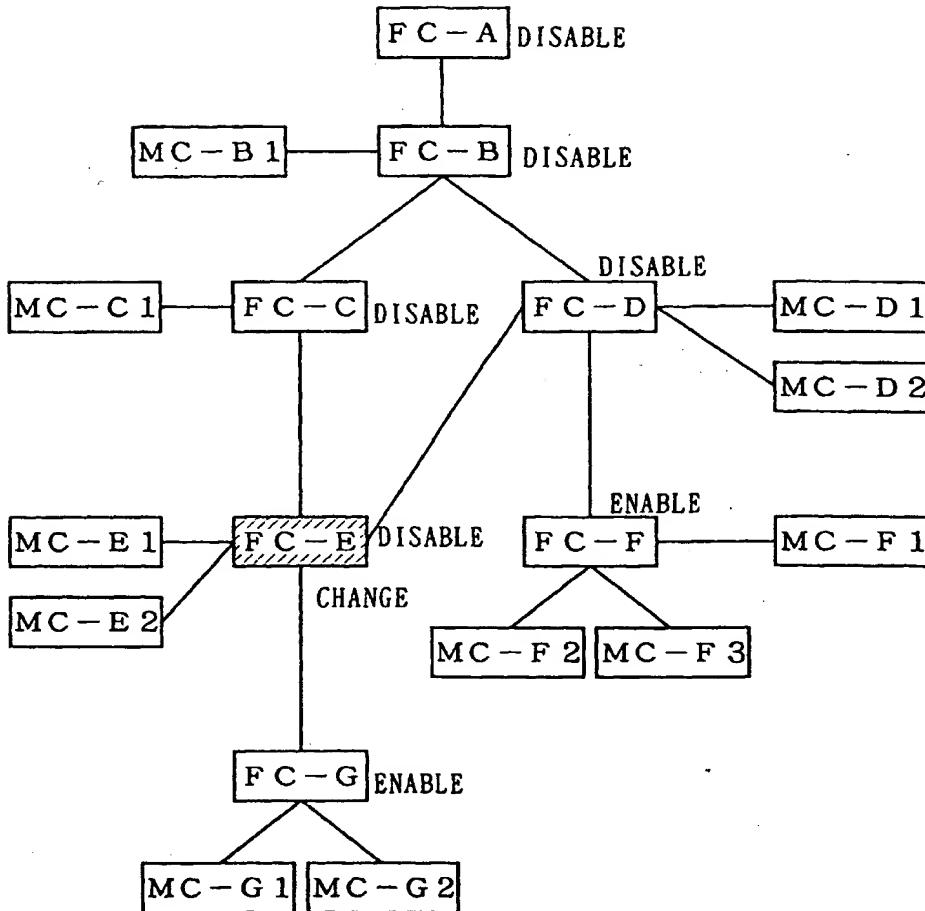 FC-A DISABLE
MC-B1 FC-B DISABLE
DISABLE
MC-C1 FC-C DISABLE FC-D MC-D1
MC-D2
ENABLE
MC-E1 FC-E DISABLE FC-F MC-F1
CHANGE
MC-E2
MC-F2 MC-F3
FC-G ENABLE
MC-G1 MC-G2